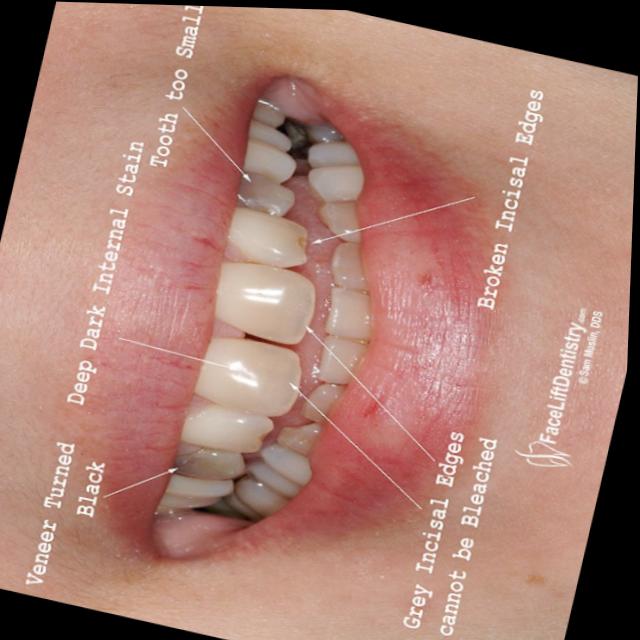 Tooth too Small
Deep Dark Internal Stain
Veneer Turned
Black
Broken Incisal Edges
Grey Incisal Edges
cannot be Bleached
FaceLiftDentistry.com
© Sam Muslin, DDS